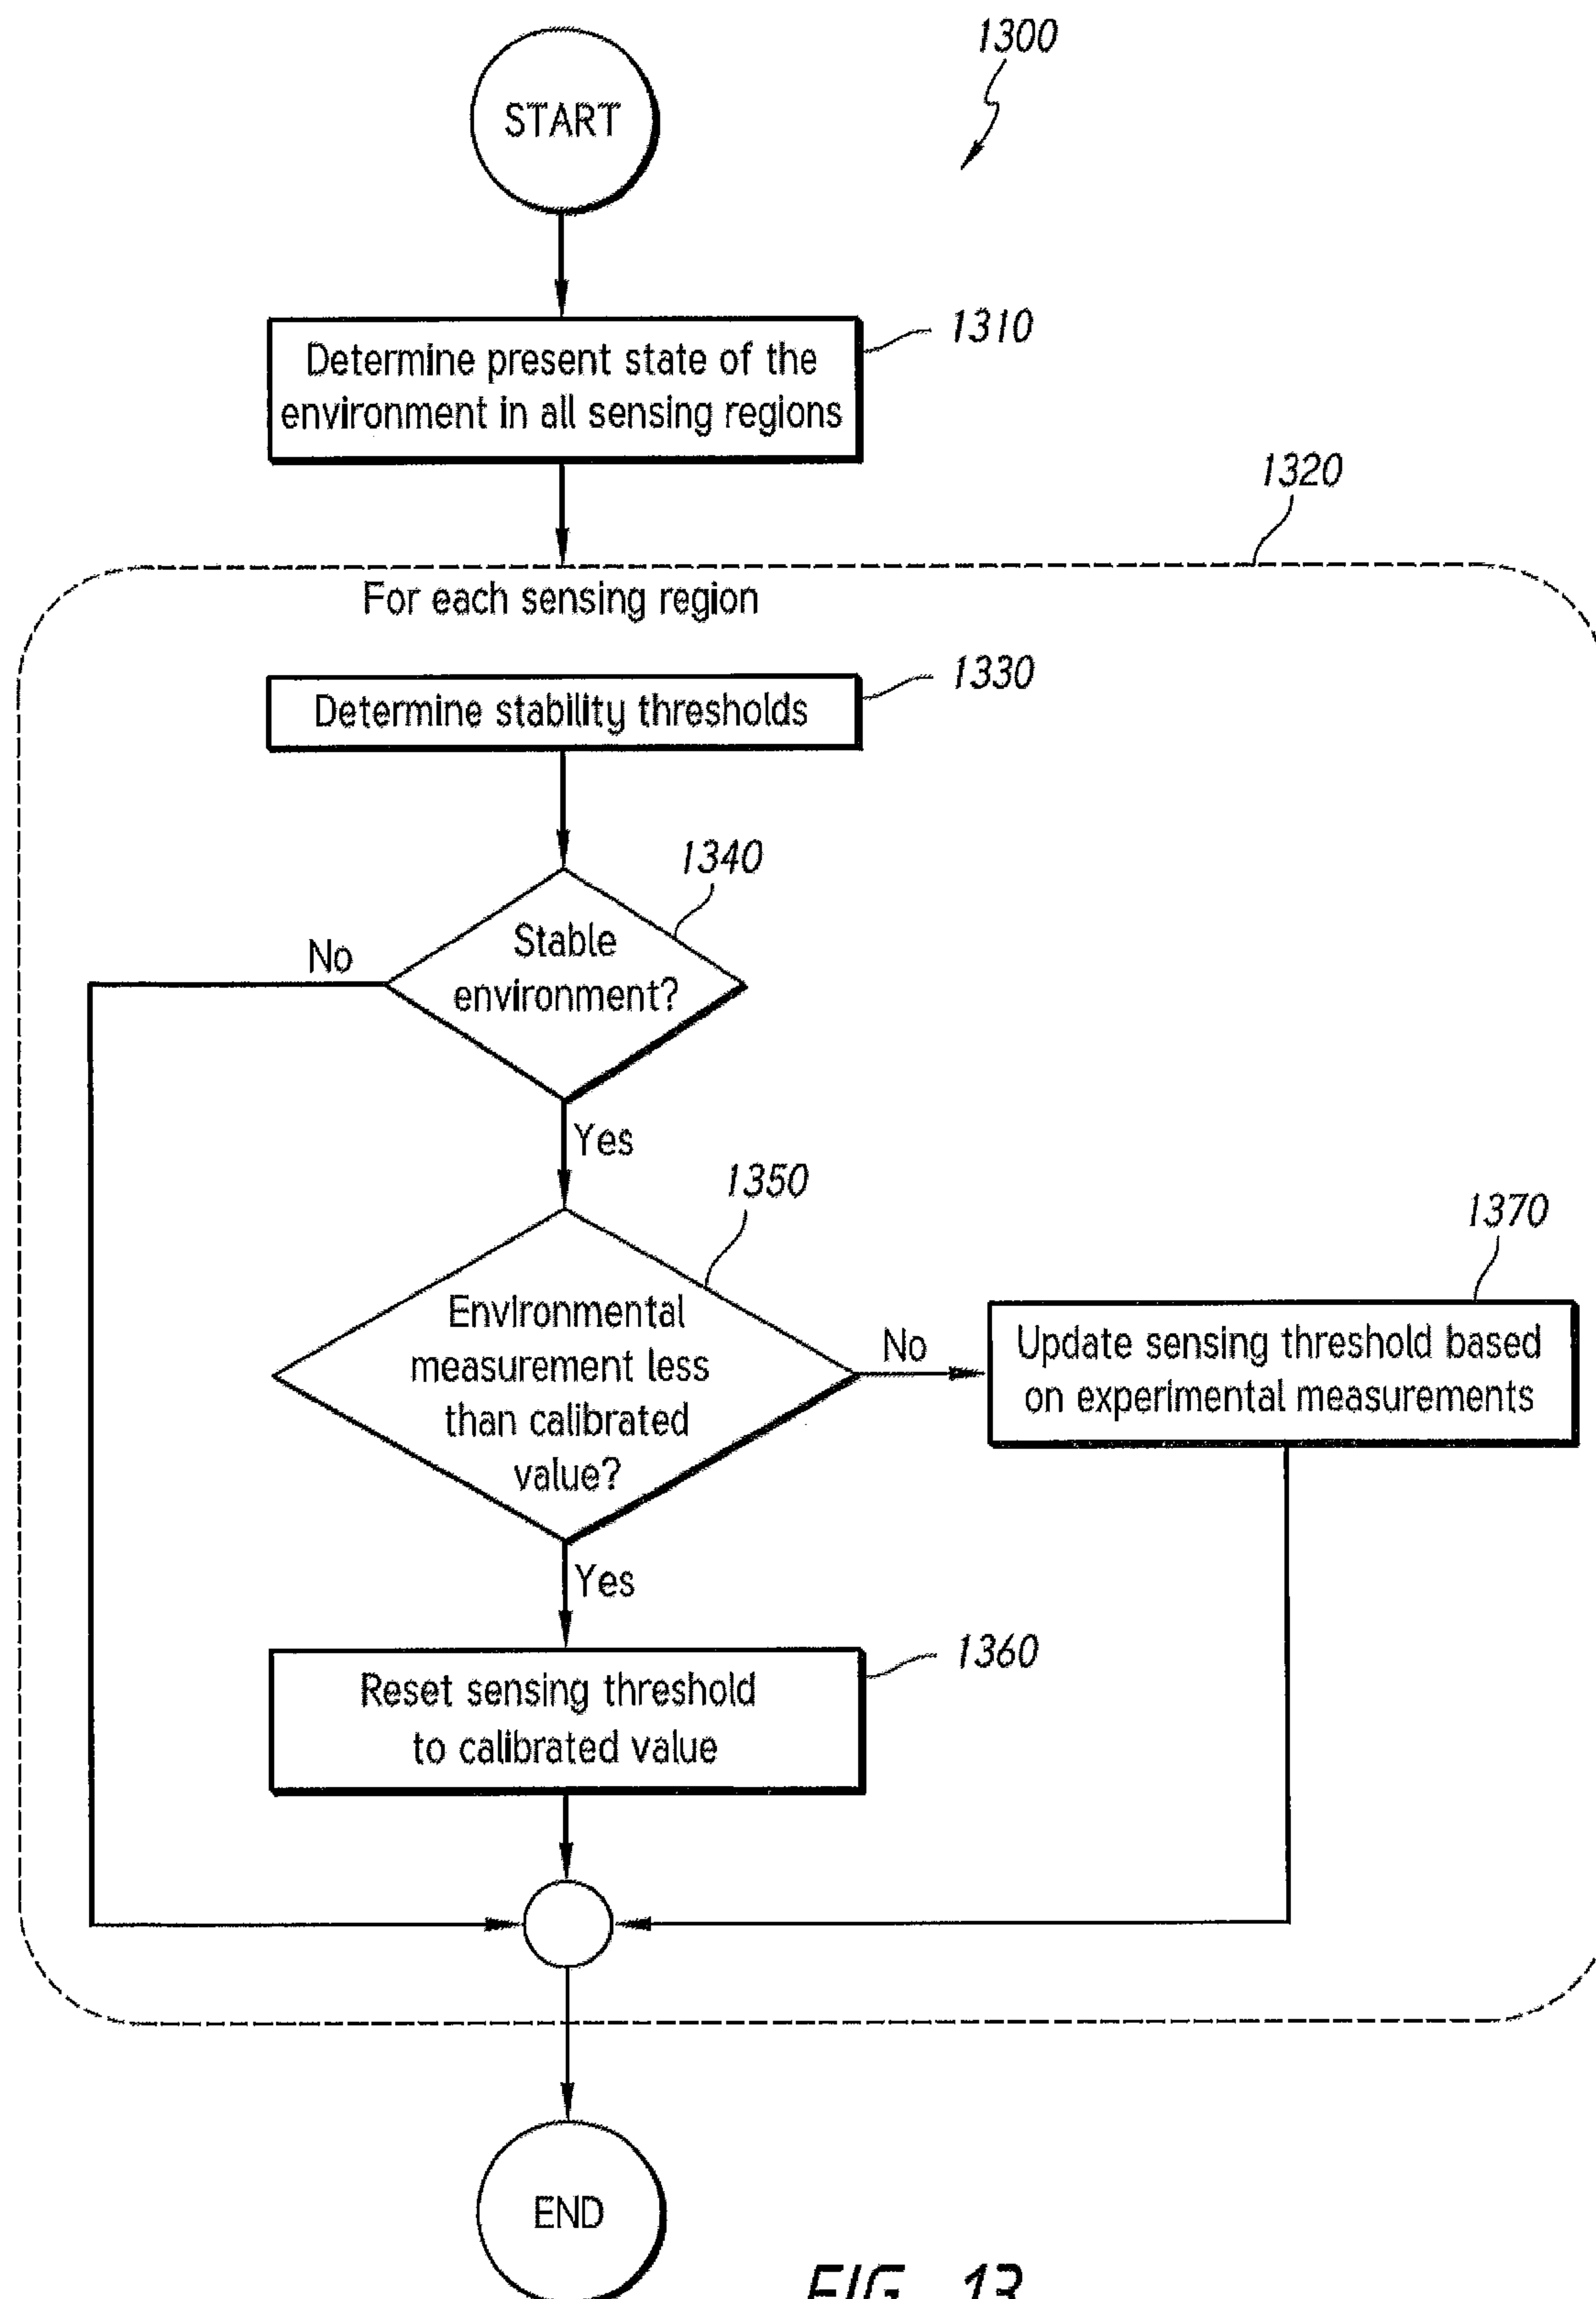 1300
START
1310
Determine present state of the
environment in all sensing regions
1320
For each sensing region
1330
Determine stability thresholds
1340
Stable
environment?
No
Yes
1350
Environmental
measurement less
than calibrated
value?
No
1370
Update sensing threshold based
on experimental measurements
Yes
1360
Reset sensing threshold
to calibrated value
END
FIG. 13